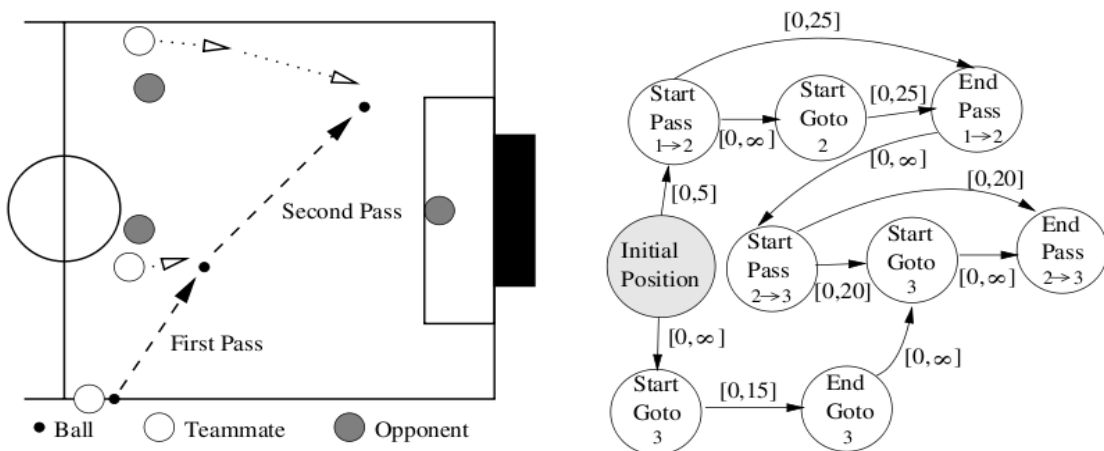 Second Pass
First Pass
Ball
Teammate
Opponent
[0,25]
Start
Pass
1→2
[0,∞]
Start
Goto
2
[0,25]
End
Pass
1→2
[0,∞]
[0,5]
[0,20]
Initial
Position
Start
Pass
2→3
[0,20]
Start
Goto
3
[0,∞]
End
Pass
2→3
[0,∞]
[0,∞]
Start
Goto
3
[0,15]
End
Goto
3